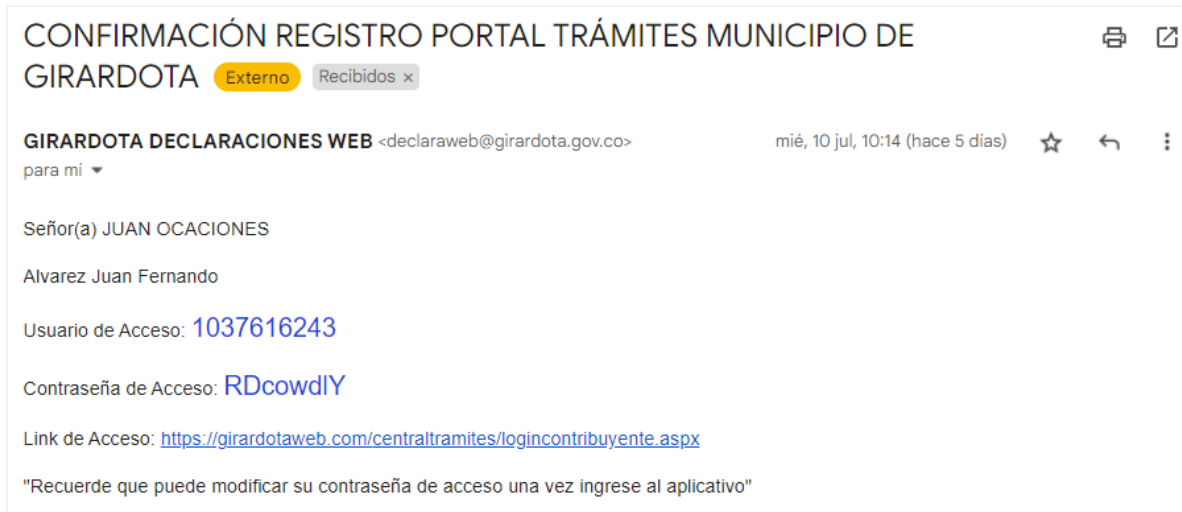 CONFIRMACIÓN REGISTRO PORTAL TRÁMITES MUNICIPIO DE
GIRARDOTA Externo Recibidos ×
GIRARDOTA DECLARACIONES WEB <declaraweb@girardota.gov.co> mié, 10 jul, 10:14 (hace 5 días)
para mí
Señor(a) JUAN OCACIONES
Alvarez Juan Fernando
Usuario de Acceso: 1037616243
Contraseña de Acceso: RDcowdlY
Link de Acceso: https://girardotaweb.com/centraltramites/logincontribuyente.aspx
"Recuerde que puede modificar su contraseña de acceso una vez ingrese al aplicativo"